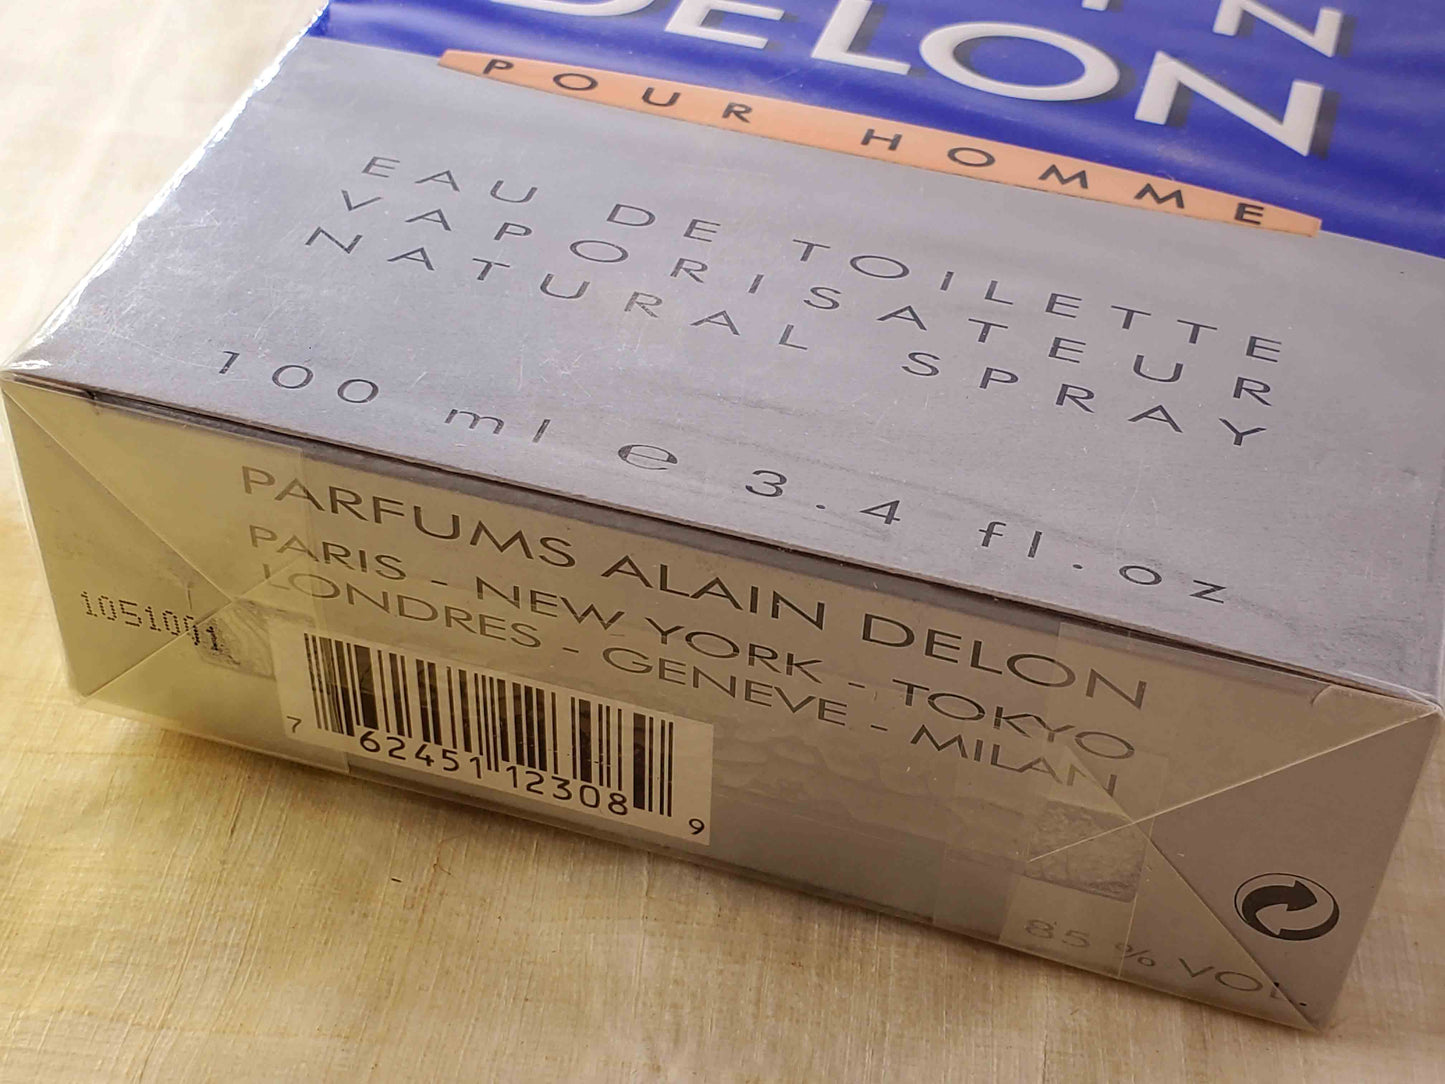 N
DELON
POUR HOMME
EAU DE TOILETTE
VAPORISATEUR
NATURAL SPRAY
100 ml e 3.4 fl.oz
PARFUMS ALAIN DELON
PARIS - NEW YORK - TOKYO
LONDRES - GENEVE - MILAN
1051091
7 62451 12308 9
85 % VOL.